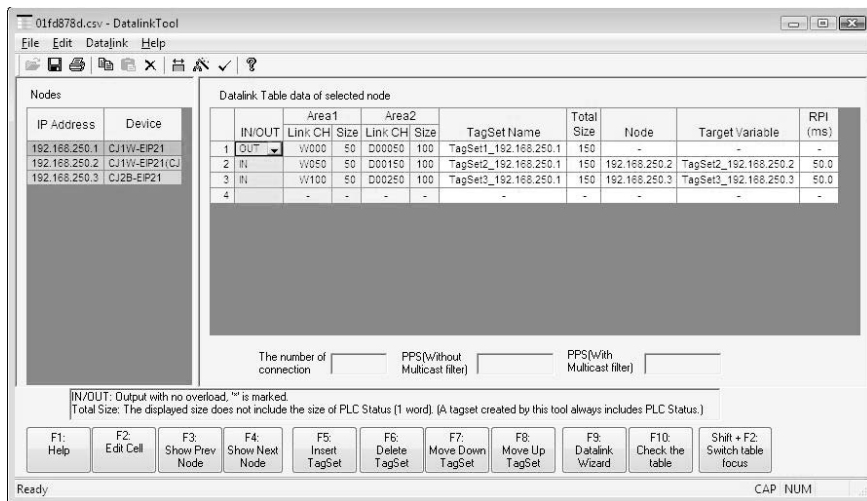 01fd878d.csv - DatalinkTool
File Edit Datalink Help
Nodes
IP Address Device
192.168.250.1 CJ1W-EIP21
192.168.250.2 CJ1W-EIP21(CJ
192.168.250.3 CJ2B-EIP21
Datalink Table data of selected node
Area1 Area2 Total RPI
IN/OUT Link CH Size Link CH Size TagSet Name Size Node Target Variable (ms)
1 OUT W000 50 D00050 100 TagSet1_192.168.250.1 150 - - -
2 IN W050 50 D00150 100 TagSet2_192.168.250.1 150 192.168.250.2 TagSet2_192.168.250.2 50.0
3 IN W100 50 D00250 100 TagSet3_192.168.250.1 150 192.168.250.3 TagSet3_192.168.250.3 50.0
4 - - - - - - - - -
The number of connection
PPS(Without Multicast filter)
PPS(With Multicast filter)
IN/OUT: Output with no overload, '*' is marked.
Total Size: The displayed size does not include the size of PLC Status (1 word). (A tagset created by this tool always includes PLC Status.)
F1: Help
F2: Edit Cell
F3: Show Prev Node
F4: Show Next Node
F5: Insert TagSet
F6: Delete TagSet
F7: Move Down TagSet
F8: Move Up TagSet
F9: Datalink Wizard
F10: Check the table
Shift + F2: Switch table focus
Ready
CAP NUM